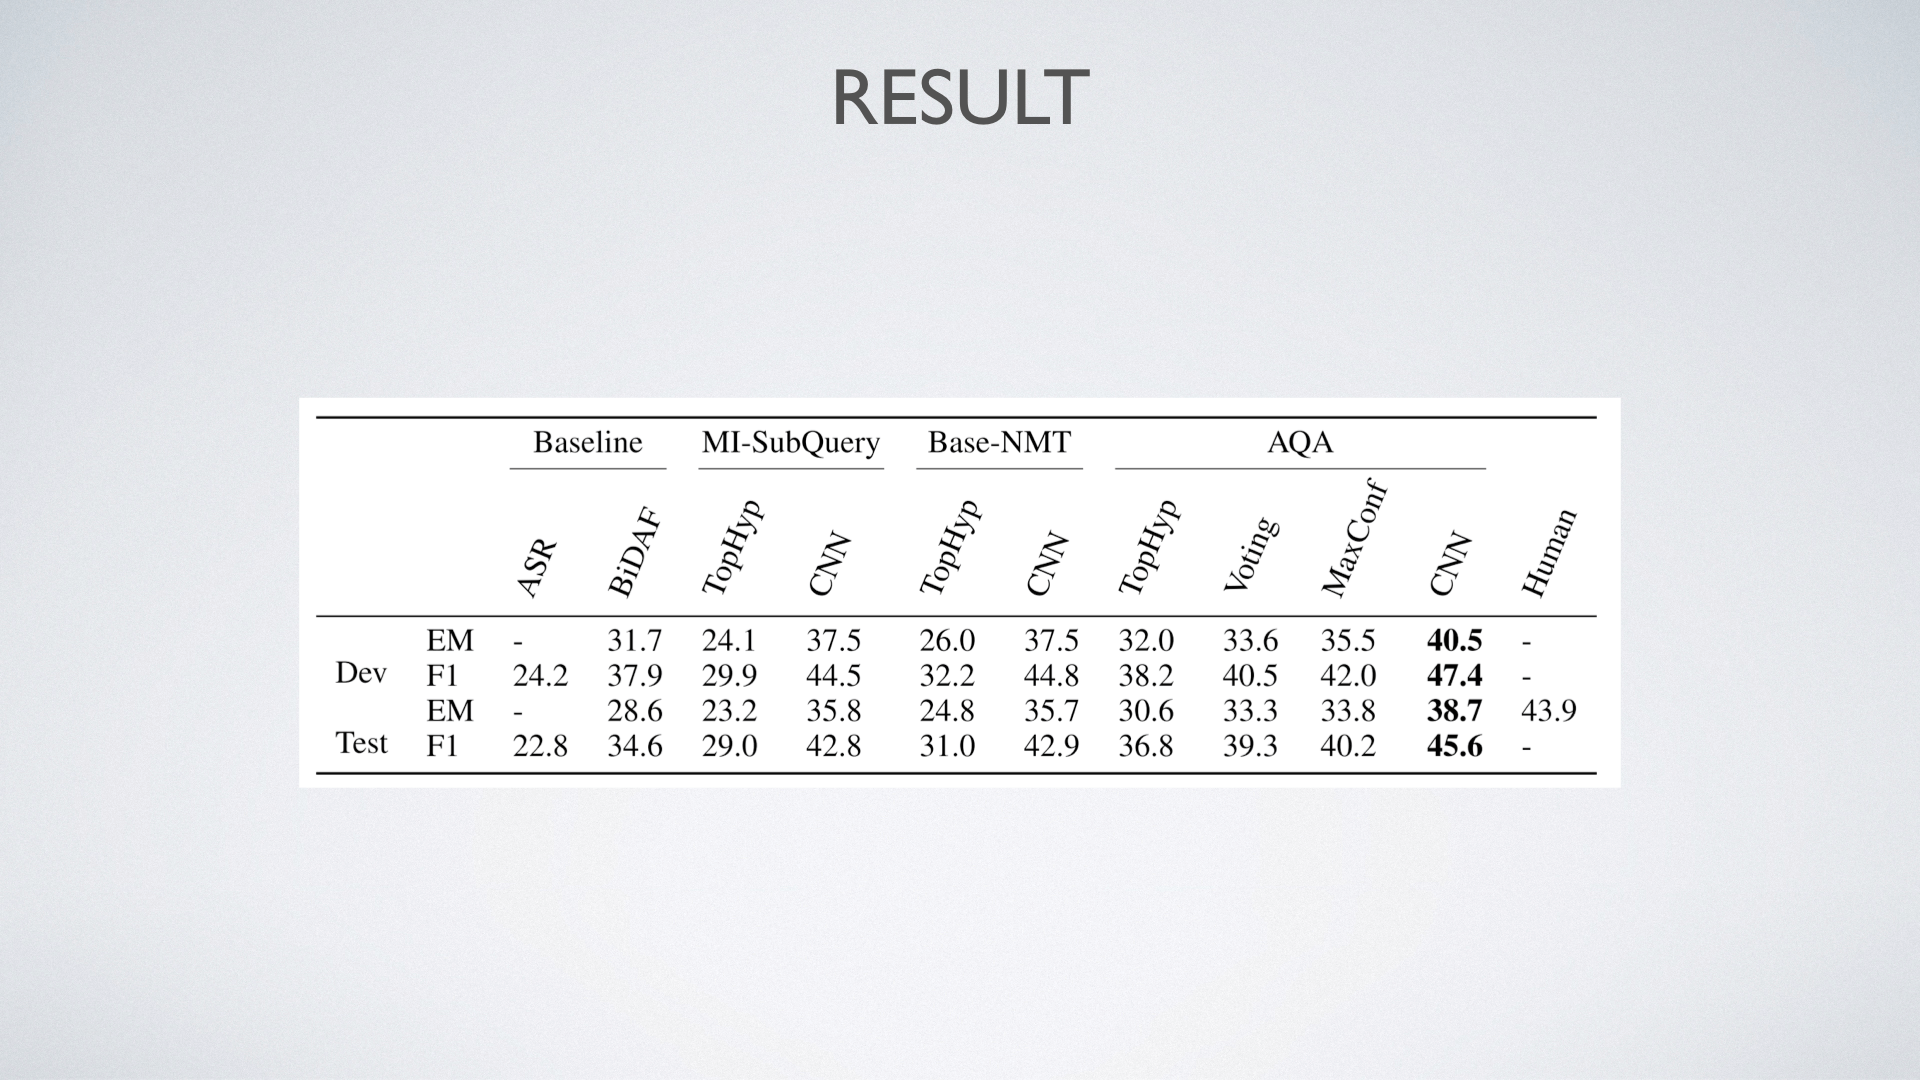 RESULT
Baseline MI-SubQuery Base-NMT AQA
ASR BiDAF TopHyp CNN TopHyp CNN TopHyp Voting MaxConf CNN Human
EM - 31.7 24.1 37.5 26.0 37.5 32.0 33.6 35.5 40.5 -
Dev F1 24.2 37.9 29.9 44.5 32.2 44.8 38.2 40.5 42.0 47.4 -
EM - 28.6 23.2 35.8 24.8 35.7 30.6 33.3 33.8 38.7 43.9
Test F1 22.8 34.6 29.0 42.8 31.0 42.9 36.8 39.3 40.2 45.6 -